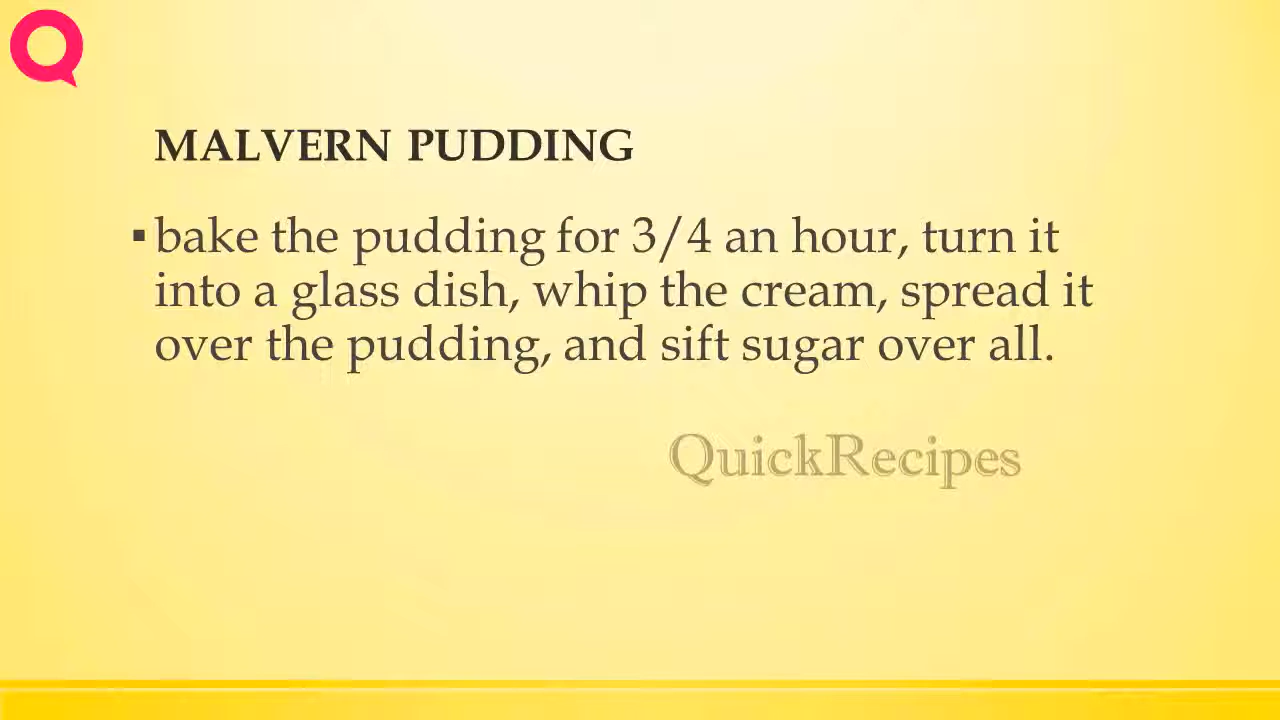 MALVERN PUDDING
▪bake the pudding for 3/4 an hour, turn it
into a glass dish, whip the cream, spread it
over the pudding, and sift sugar over all.
QuickRecipes